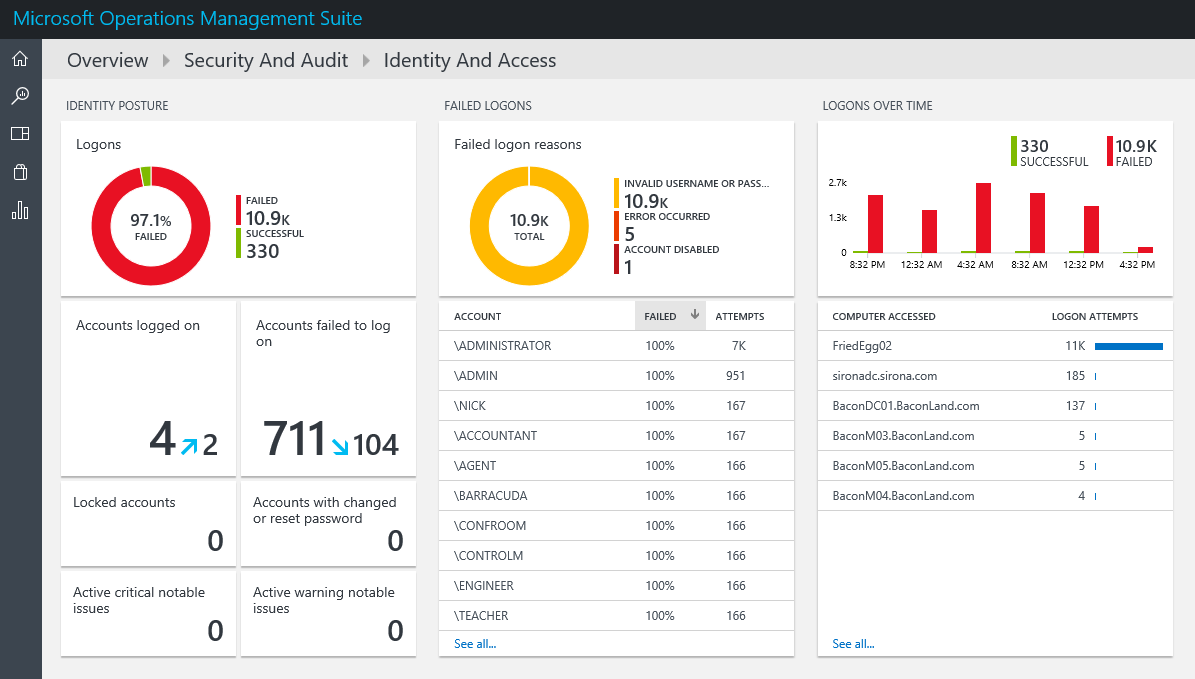 Microsoft Operations Management Suite
Overview Security And Audit Identity And Access
IDENTITY POSTURE
Logons
97.1%
FAILED
FAILED
10.9K
SUCCESSFUL
330
Accounts logged on
4 2
Accounts failed to log
on
711 104
Locked accounts
0
Accounts with changed
or reset password
0
Active critical notable
issues
0
Active warning notable
issues
0
FAILED LOGONS
Failed logon reasons
10.9K
TOTAL
INVALID USERNAME OR PASS...
10.9K
ERROR OCCURRED
5
ACCOUNT DISABLED
1
ACCOUNT FAILED ATTEMPTS
\ADMINISTRATOR 100% 7K
\ADMIN 100% 951
\NICK 100% 167
\ACCOUNTANT 100% 167
\AGENT 100% 166
\BARRACUDA 100% 166
\CONFROOM 100% 166
\CONTROLM 100% 166
\ENGINEER 100% 166
\TEACHER 100% 166
See all...
LOGONS OVER TIME
330
SUCCESSFUL
10.9K
FAILED
2.7k
1.3k
0
8:32 PM 12:32 AM 4:32 AM 8:32 AM 12:32 PM 4:32 PM
COMPUTER ACCESSED LOGON ATTEMPTS
FriedEgg02 11K
sironadc.sirona.com 185
BaconDC01.BaconLand.com 137
BaconM03.BaconLand.com 5
BaconM05.BaconLand.com 5
BaconM04.BaconLand.com 4
See all...